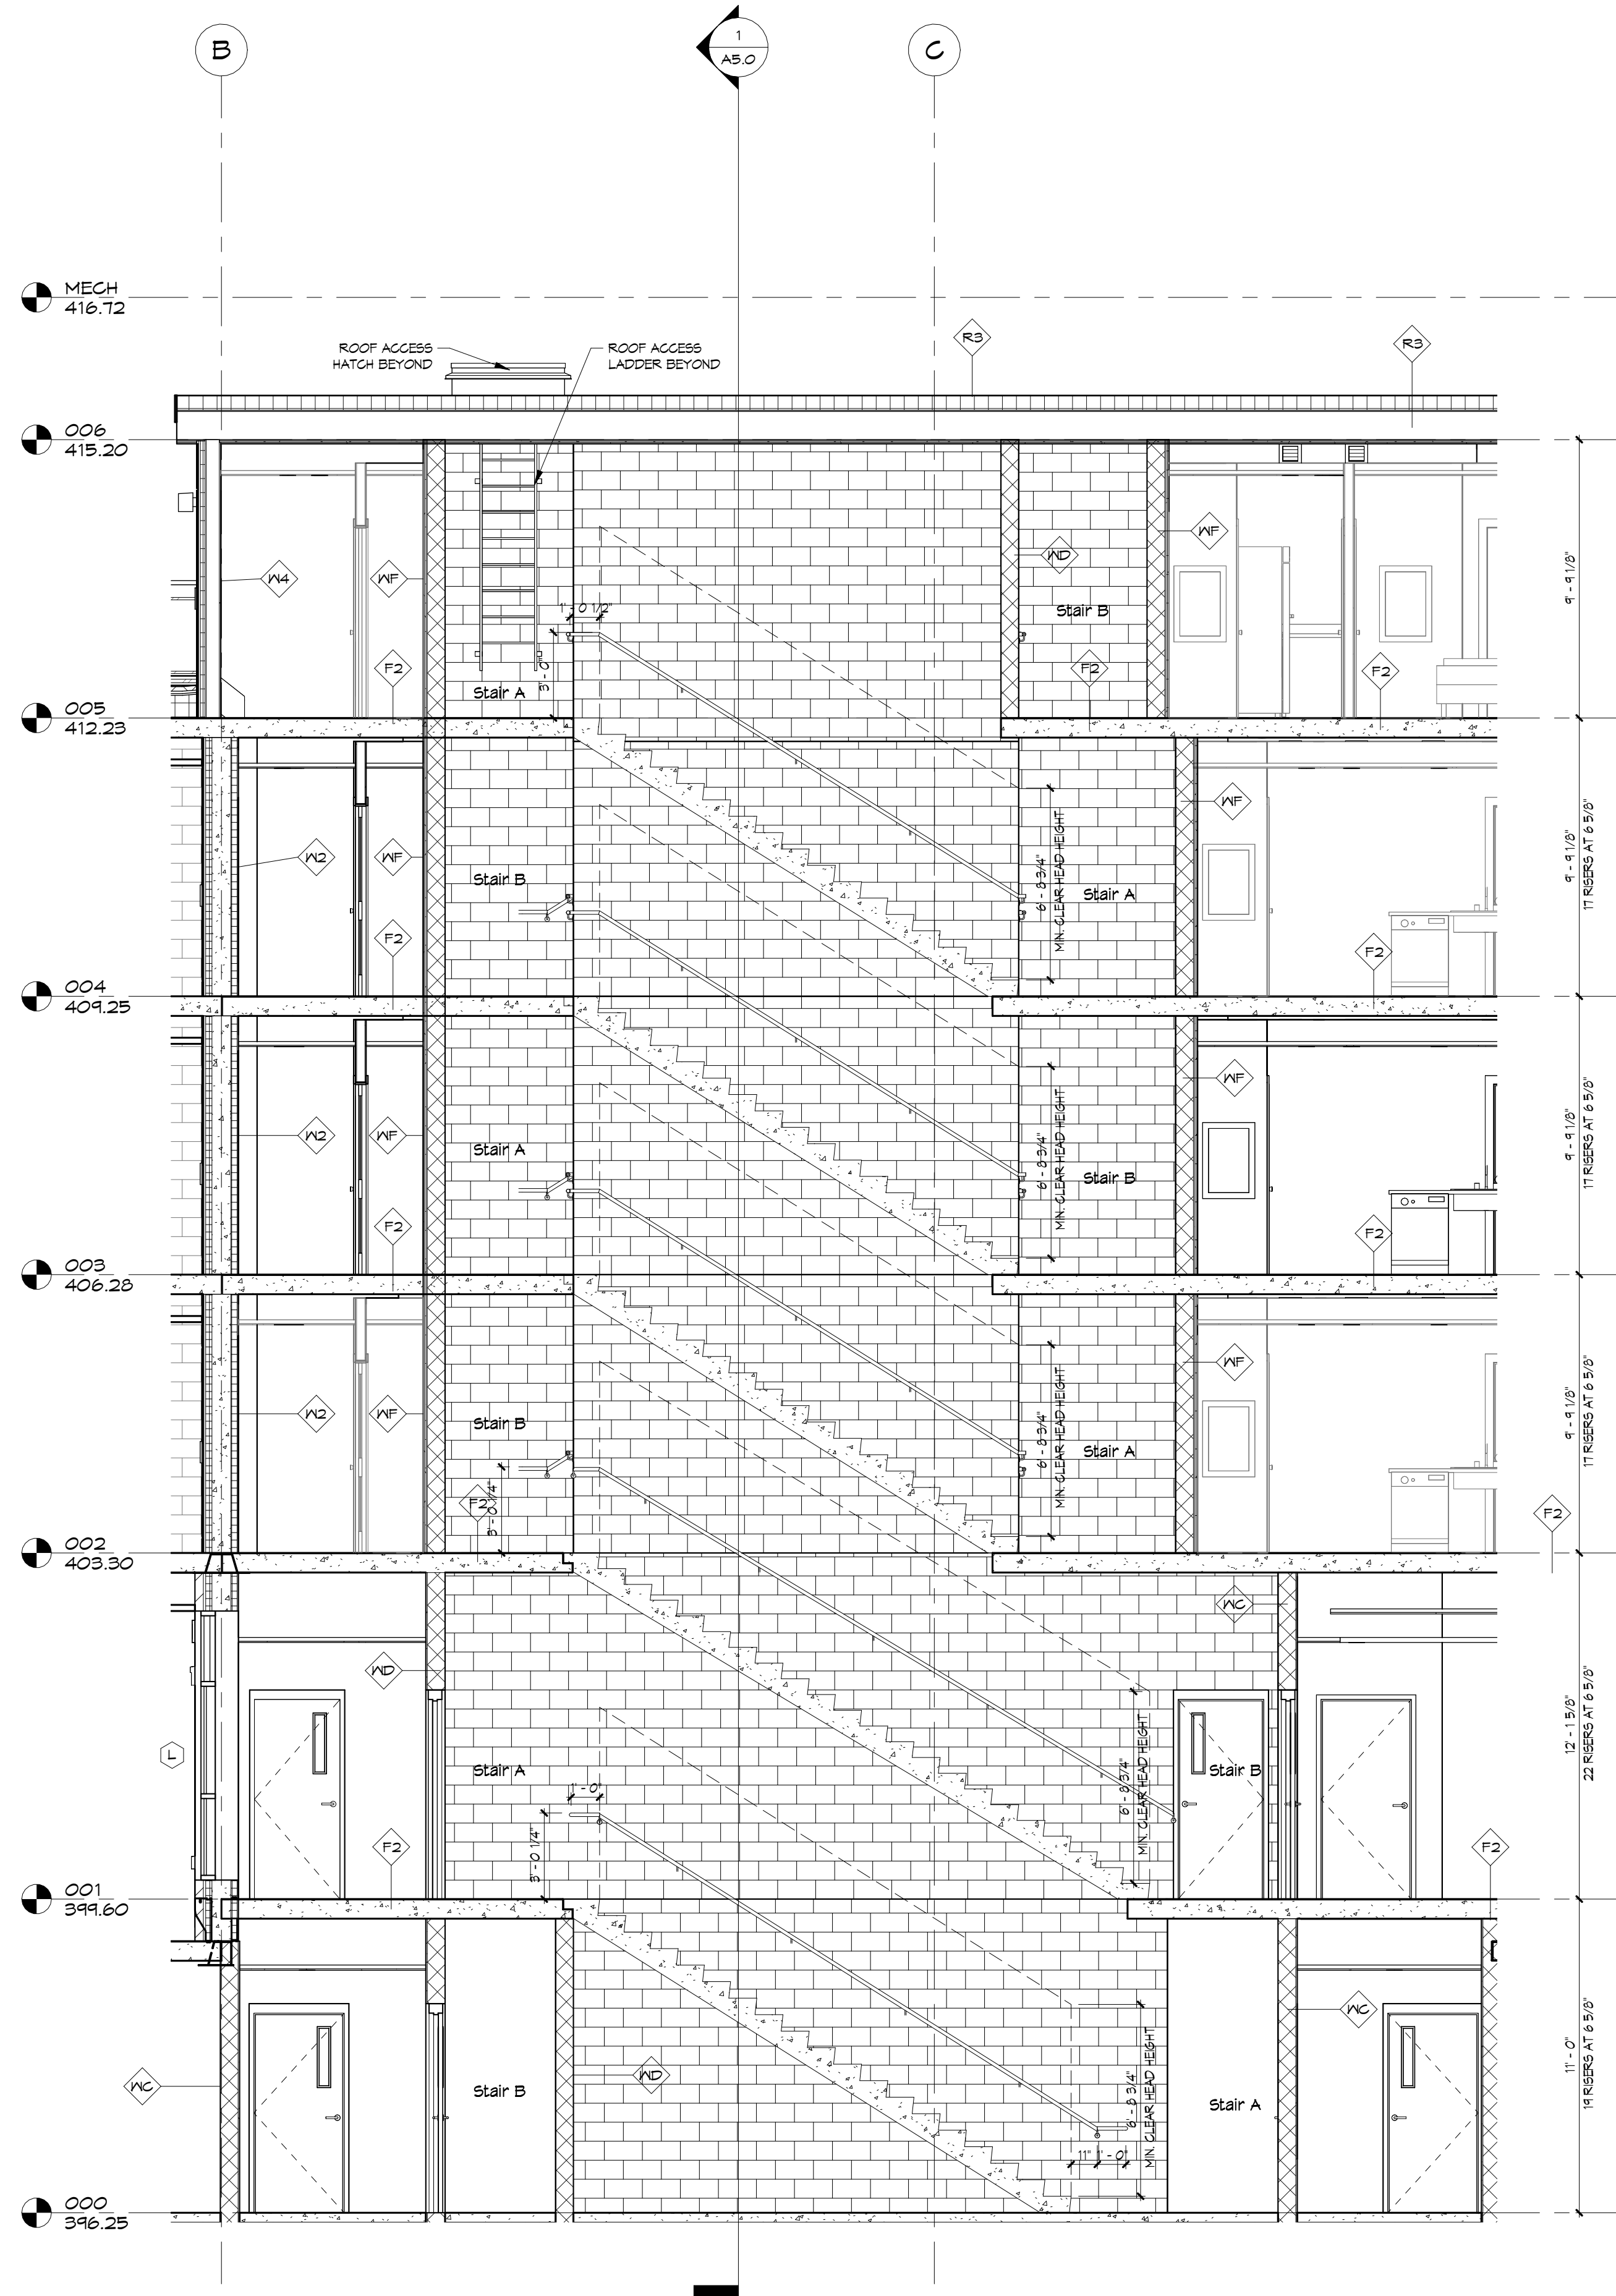 B
1
A5.0
C
MECH
416.72
ROOF ACCESS
HATCH BEYOND
ROOF ACCESS
LADDER BEYOND
R3
R3
006
415.20
W4
WF
WD
WF
9' - 9 1/8"
1' - 0 1/2"
Stair B
F2
F2
F2
3' - 0"
Stair A
005
412.23
W2
WF
WF
Stair B
6' - 8 3/4"
MIN. CLEAR HEAD HEIGHT
Stair A
9' - 9 1/8"
17 RISERS AT 6 5/8"
F2
F2
004
409.25
W2
WF
WF
Stair A
6' - 8 3/4"
MIN. CLEAR HEAD HEIGHT
Stair B
9' - 9 1/8"
17 RISERS AT 6 5/8"
F2
F2
003
406.28
W2
WF
WF
Stair B
6' - 8 3/4"
MIN. CLEAR HEAD HEIGHT
Stair A
9' - 9 1/8"
17 RISERS AT 6 5/8"
F2
3' - 0 1/4"
F2
002
403.30
WC
WD
L
Stair A
6' - 8 3/4"
MIN. CLEAR HEAD HEIGHT
Stair B
12' - 1 5/8"
22 RISERS AT 6 5/8"
1' - 0"
3' - 0 1/4"
F2
F2
001
399.60
WC
WC
WD
Stair B
6' - 8 3/4"
MIN. CLEAR HEAD HEIGHT
Stair A
11' - 0"
19 RISERS AT 6 5/8"
11"
1' - 0"
000
396.25